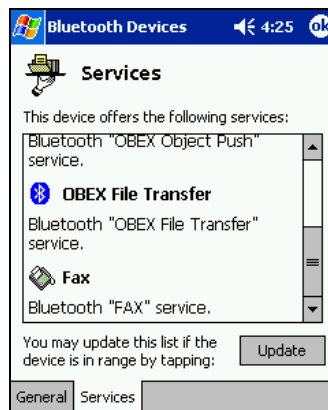 Bluetooth Devices 4:25 ok
Services
This device offers the following services:
Bluetooth "OBEX Object Push"
service.
OBEX File Transfer
Bluetooth "OBEX File Transfer"
service.
Fax
Bluetooth "FAX" service.
You may update this list if the
device is in range by tapping:
Update
General Services